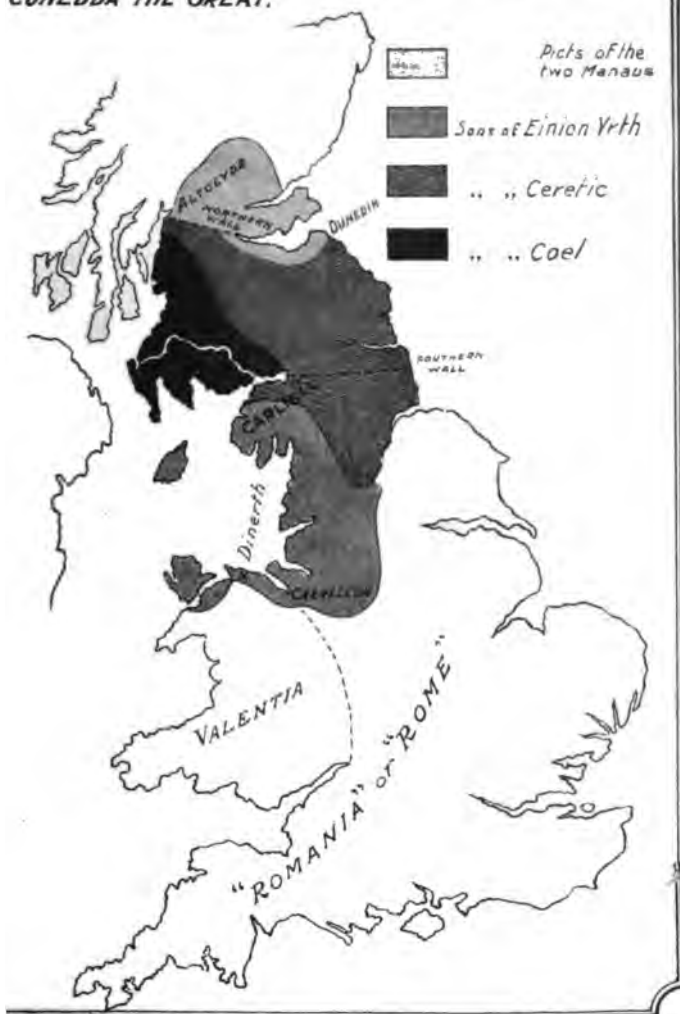 CUNEDDA THE GREAT.
Picts of the
two Manaus
Sons of Einion Yrth
„ „ Ceretic
„ „ Coel
ALTCLYDE
NORTHERN
WALL
DUNEDIN
SOUTHERN
WALL
CARLISLE
Dinerth
CAERLLEON
VALENTIA
"ROMANIA" or "ROME"